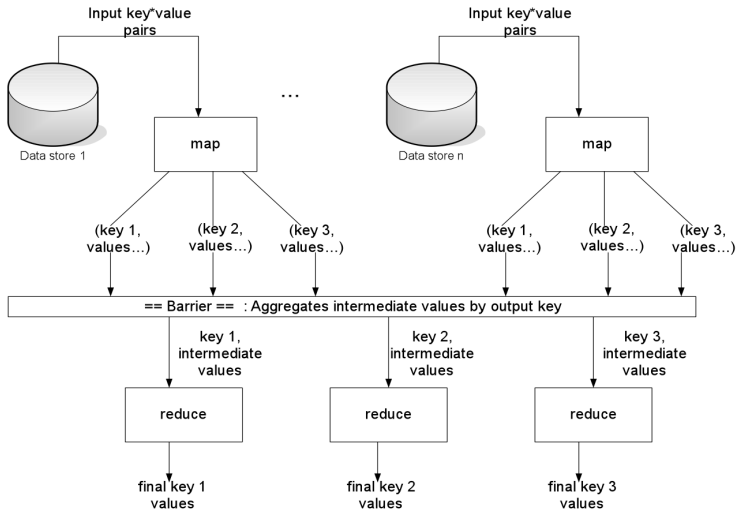 Input key*value
pairs
Input key*value
pairs
...
Data store 1
map
Data store n
map
(key 1,
values...)
(key 2,
values...)
(key 3,
values...)
(key 1,
values...)
(key 2,
values...)
(key 3,
values...)
== Barrier == : Aggregates intermediate values by output key
key 1,
intermediate
values
key 2,
intermediate
values
key 3,
intermediate
values
reduce
reduce
reduce
final key 1
values
final key 2
values
final key 3
values